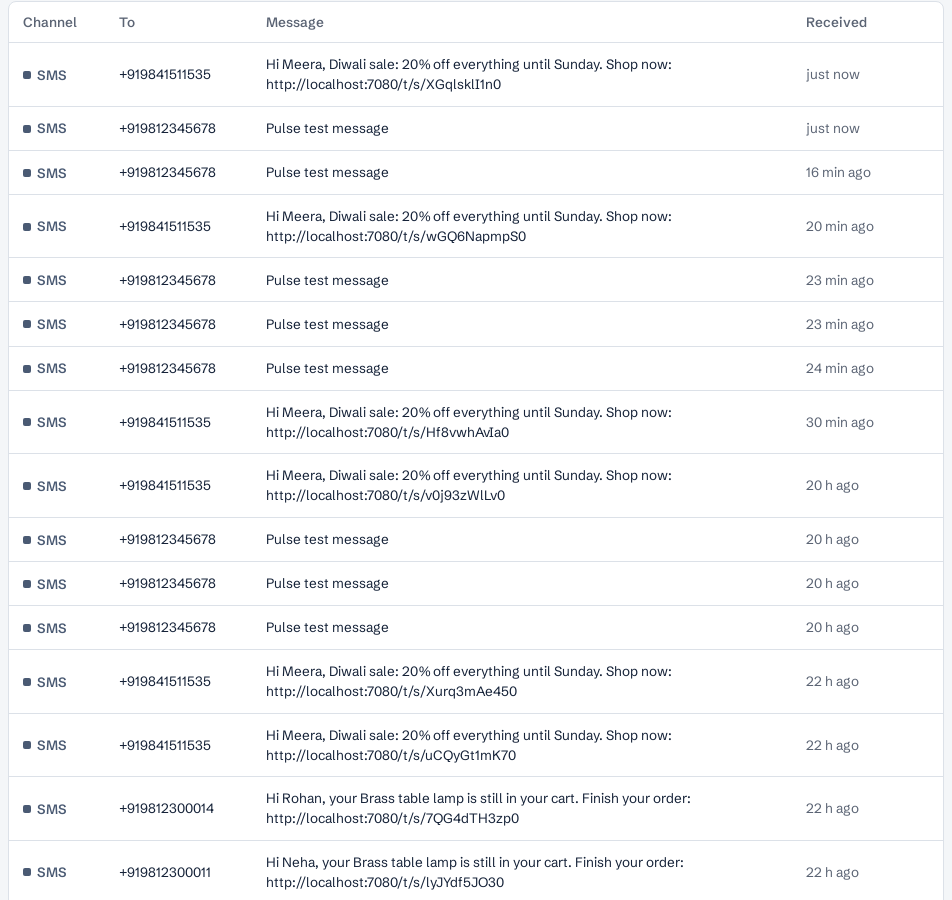 Channel To Message Received
SMS +919841511535 Hi Meera, Diwali sale: 20% off everything until Sunday. Shop now: just now
http://localhost:7080/t/s/XGqlsklI1n0
SMS +919812345678 Pulse test message just now
SMS +919812345678 Pulse test message 16 min ago
SMS +919841511535 Hi Meera, Diwali sale: 20% off everything until Sunday. Shop now: 20 min ago
http://localhost:7080/t/s/wGQ6NapmpS0
SMS +919812345678 Pulse test message 23 min ago
SMS +919812345678 Pulse test message 23 min ago
SMS +919812345678 Pulse test message 24 min ago
SMS +919841511535 Hi Meera, Diwali sale: 20% off everything until Sunday. Shop now: 30 min ago
http://localhost:7080/t/s/Hf8vwhAvIa0
SMS +919841511535 Hi Meera, Diwali sale: 20% off everything until Sunday. Shop now: 20 h ago
http://localhost:7080/t/s/v0j93zWlLv0
SMS +919812345678 Pulse test message 20 h ago
SMS +919812345678 Pulse test message 20 h ago
SMS +919812345678 Pulse test message 20 h ago
SMS +919841511535 Hi Meera, Diwali sale: 20% off everything until Sunday. Shop now: 22 h ago
http://localhost:7080/t/s/Xurq3mAe450
SMS +919841511535 Hi Meera, Diwali sale: 20% off everything until Sunday. Shop now: 22 h ago
http://localhost:7080/t/s/uCQyGt1mK70
SMS +919812300014 Hi Rohan, your Brass table lamp is still in your cart. Finish your order: 22 h ago
http://localhost:7080/t/s/7QG4dTH3zp0
SMS +919812300011 Hi Neha, your Brass table lamp is still in your cart. Finish your order: 22 h ago
http://localhost:7080/t/s/lyJYdf5JO30